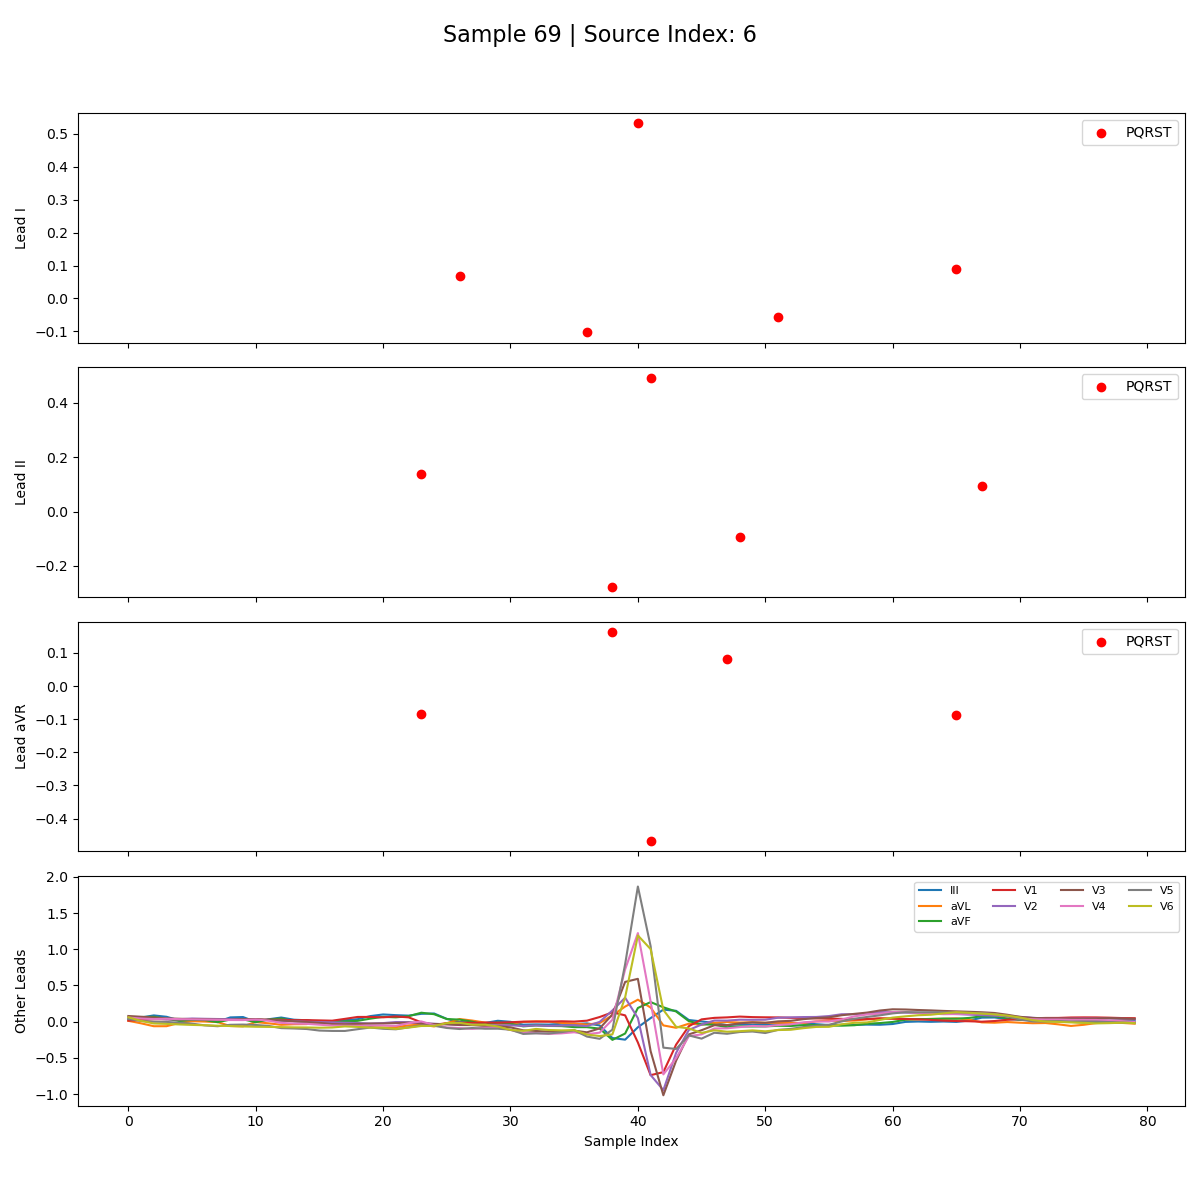 Sample 69 | Source Index: 6
0.5
0.4
0.3
0.2
0.1
0.0
−0.1
Lead I
PQRST
0.4
0.2
0.0
−0.2
Lead II
PQRST
0.1
0.0
−0.1
−0.2
−0.3
−0.4
Lead aVR
PQRST
2.0
1.5
1.0
0.5
0.0
−0.5
−1.0
Other Leads
III V1 V3 V5
aVL V2 V4 V6
aVF
0 10 20 30 40 50 60 70 80
Sample Index